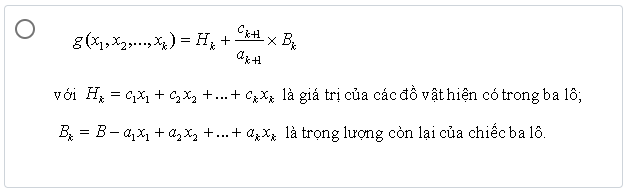 g(x₁,x₂,...,xₖ) = Hₖ + cₖ₊₁/aₖ₊₁ × Bₖ
với Hₖ = c₁x₁ + c₂x₂ + ... + cₖxₖ là giá trị của các đồ vật hiện có trong ba lô;
Bₖ = B − a₁x₁ + a₂x₂ + ... + aₖxₖ là trọng lượng còn lại của chiếc ba lô.